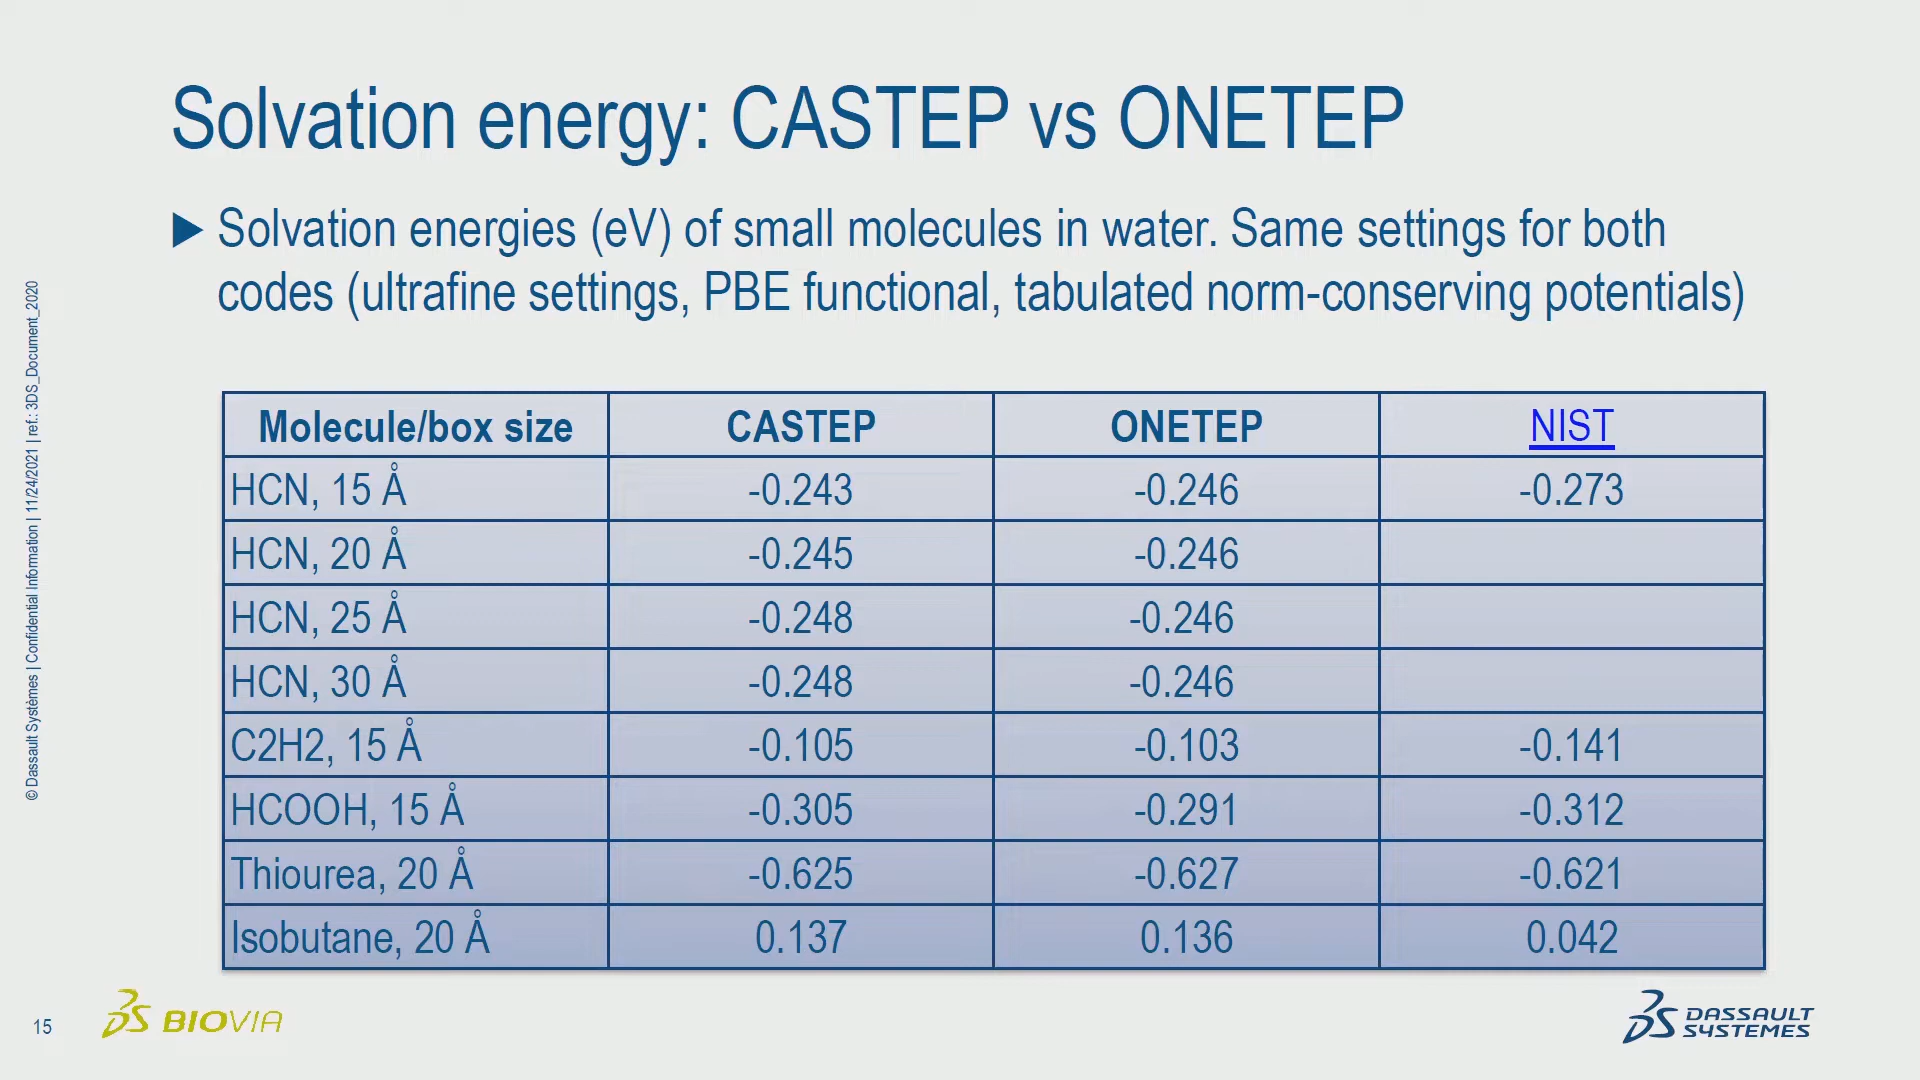 Solvation energy: CASTEP vs ONETEP
▶ Solvation energies (eV) of small molecules in water. Same settings for both
codes (ultrafine settings, PBE functional, tabulated norm-conserving potentials)
Molecule/box size CASTEP ONETEP NIST
HCN, 15 Å -0.243 -0.246 -0.273
HCN, 20 Å -0.245 -0.246
HCN, 25 Å -0.248 -0.246
HCN, 30 Å -0.248 -0.246
C2H2, 15 Å -0.105 -0.103 -0.141
HCOOH, 15 Å -0.305 -0.291 -0.312
Thiourea, 20 Å -0.625 -0.627 -0.621
Isobutane, 20 Å 0.137 0.136 0.042
© Dassault Systèmes | Confidential Information | 11/24/2021 | ref.: 3DS_Document_2020
15
3DS BIOVIA
3DS DASSAULT
SYSTEMES